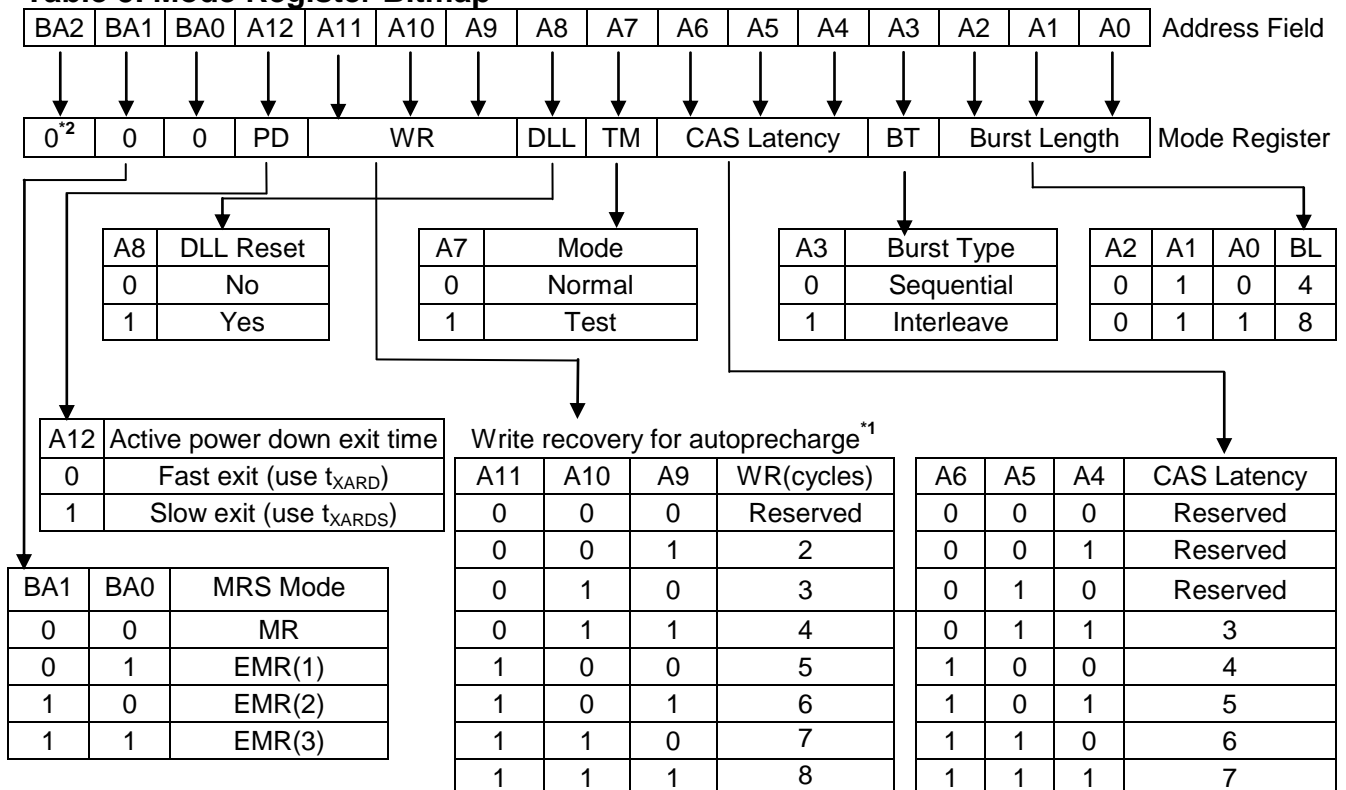 Table 5. Mode Register Bitmap
BA2 BA1 BA0 A12 A11 A10 A9 A8 A7 A6 A5 A4 A3 A2 A1 A0 Address Field
0*2 0 0 PD WR DLL TM CAS Latency BT Burst Length Mode Register
A8 DLL Reset
0 No
1 Yes
A7 Mode
0 Normal
1 Test
A3 Burst Type
0 Sequential
1 Interleave
A2 A1 A0 BL
0 1 0 4
0 1 1 8
A12 Active power down exit time
0 Fast exit (use tXARD)
1 Slow exit (use tXARDS)
BA1 BA0 MRS Mode
0 0 MR
0 1 EMR(1)
1 0 EMR(2)
1 1 EMR(3)
Write recovery for autoprecharge*1
A11 A10 A9 WR(cycles)
0 0 0 Reserved
0 0 1 2
0 1 0 3
0 1 1 4
1 0 0 5
1 0 1 6
1 1 0 7
1 1 1 8
A6 A5 A4 CAS Latency
0 0 0 Reserved
0 0 1 Reserved
0 1 0 Reserved
0 1 1 3
1 0 0 4
1 0 1 5
1 1 0 6
1 1 1 7